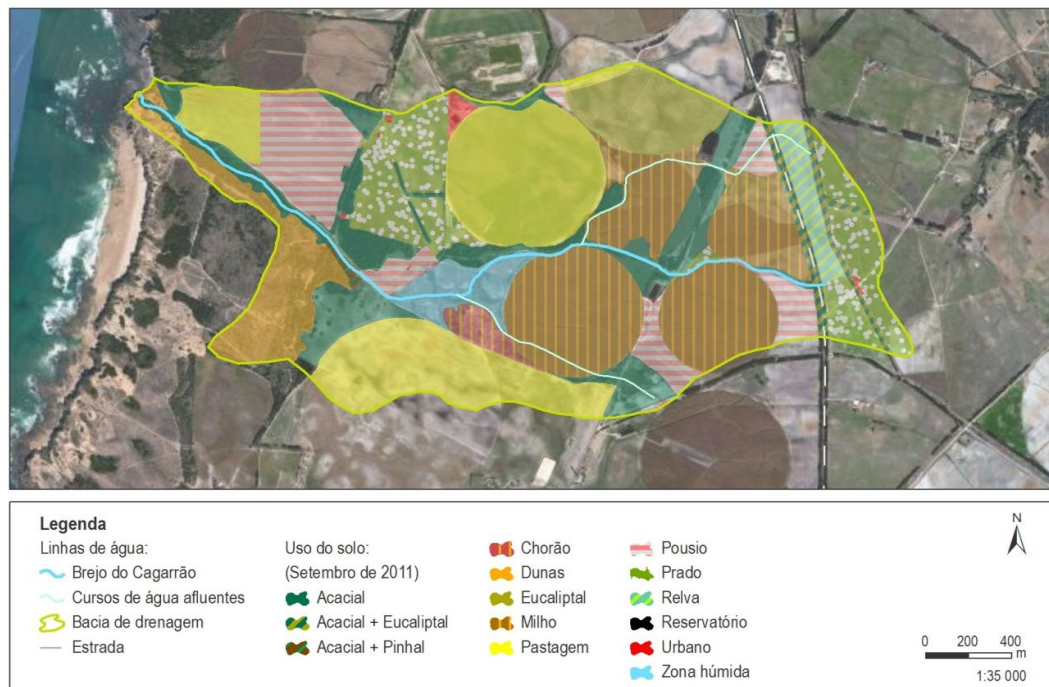 Legenda
Linhas de água:
Brejo do Cagarrão
Cursos de água afluentes
Bacia de drenagem
Estrada
Uso do solo:
(Setembro de 2011)
Acacial
Acacial + Eucaliptal
Acacial + Pinhal
Chorão
Dunas
Eucaliptal
Milho
Pastagem
Pousio
Prado
Relva
Reservatório
Urbano
Zona húmida
N
0 200 400
m
1:35 000